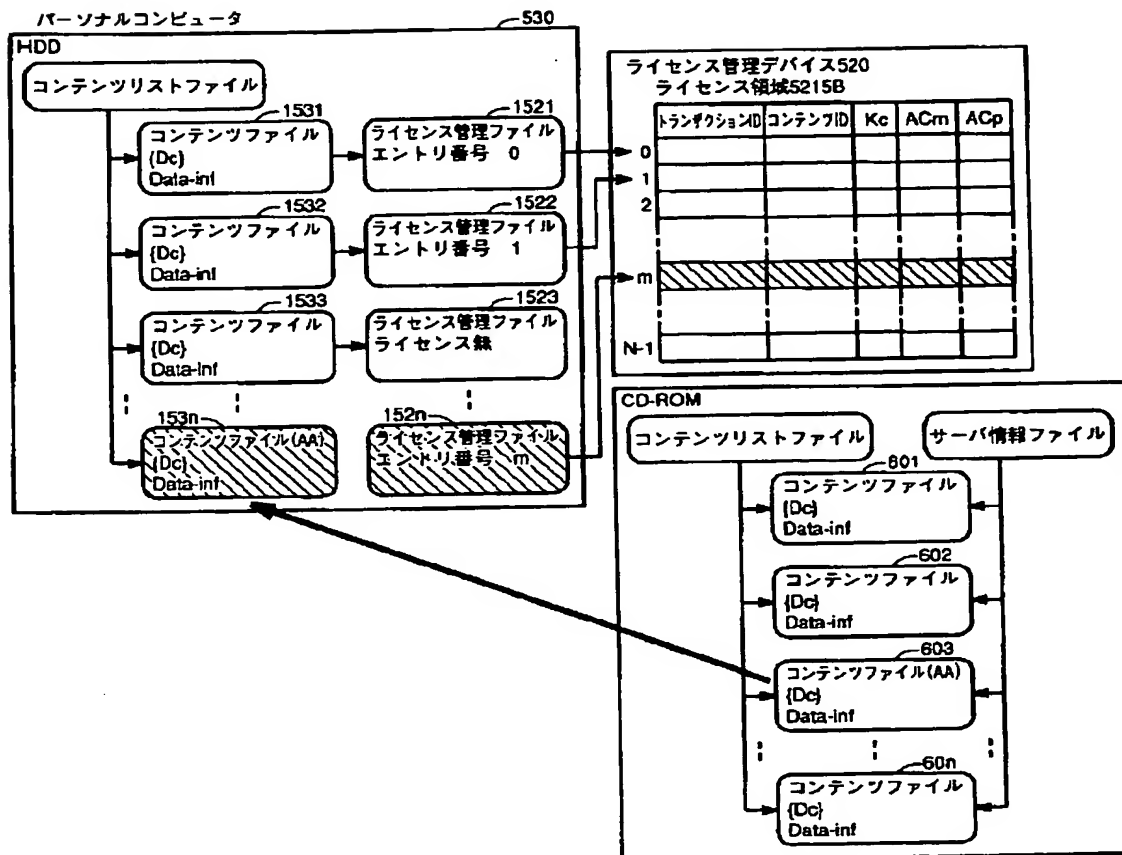 パーソナルコンピュータ
530
HDD
コンテンツリストファイル
1531
コンテンツファイル
{Dc}
Data-inf
1521
ライセンス管理ファイル
エントリ番号 0
1532
コンテンツファイル
{Dc}
Data-inf
1522
ライセンス管理ファイル
エントリ番号 1
1533
コンテンツファイル
{Dc}
Data-inf
1523
ライセンス管理ファイル
ライセンス無
153n
コンテンツファイル(AA)
{Dc}
Data-inf
152n
ライセンス管理ファイル
エントリ番号 m
ライセンス管理デバイス520
ライセンス領域5215B
トランザクションID コンテンツID Kc ACm ACp
0
1
2
m
N-1
CD-ROM
コンテンツリストファイル
サーバ情報ファイル
601
コンテンツファイル
{Dc}
Data-inf
602
コンテンツファイル
{Dc}
Data-inf
603
コンテンツファイル(AA)
{Dc}
Data-inf
60n
コンテンツファイル
{Dc}
Data-inf